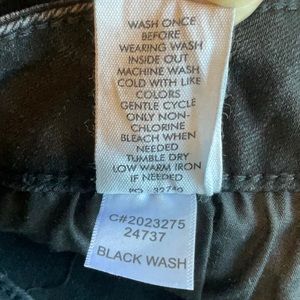 WASH ONCE
BEFORE
WEARING WASH
INSIDE OUT
MACHINE WASH
COLD WITH LIKE
COLORS
GENTLE CYCLE
ONLY NON-
CHLORINE
BLEACH WHEN
NEEDED
TUMBLE DRY
LOW WARM IRON
IF NEEDED
C#2023275
24737
BLACK WASH